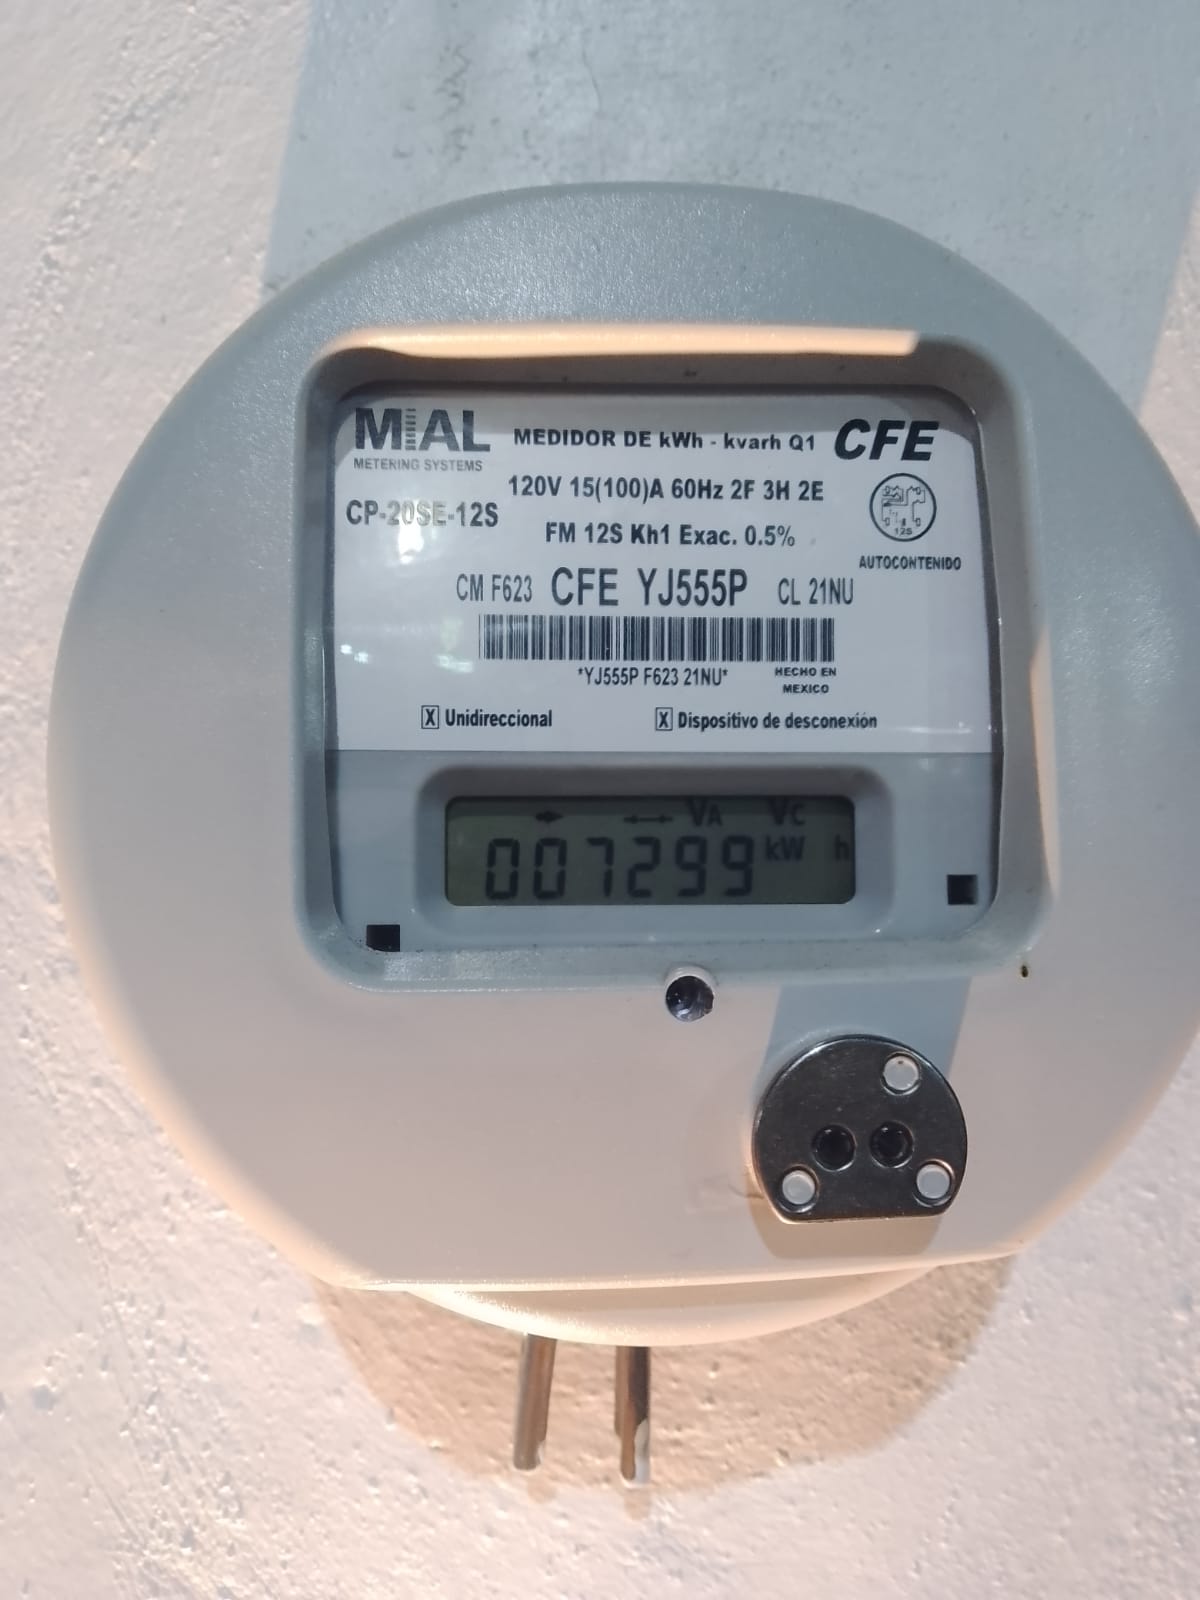 MIAL
METERING SYSTEMS
MEDIDOR DE kWh - kvarh Q1
CFE
120V 15(100)A 60Hz 2F 3H 2E
CP-20SE-12S
FM 12S Kh1 Exac. 0.5%
12S
AUTOCONTENIDO
CM F623 CFE YJ555P CL 21NU
*YJ555P F623 21NU*
HECHO EN
MEXICO
X Unidireccional
X Dispositivo de desconexión
VA VC
007299 kW h